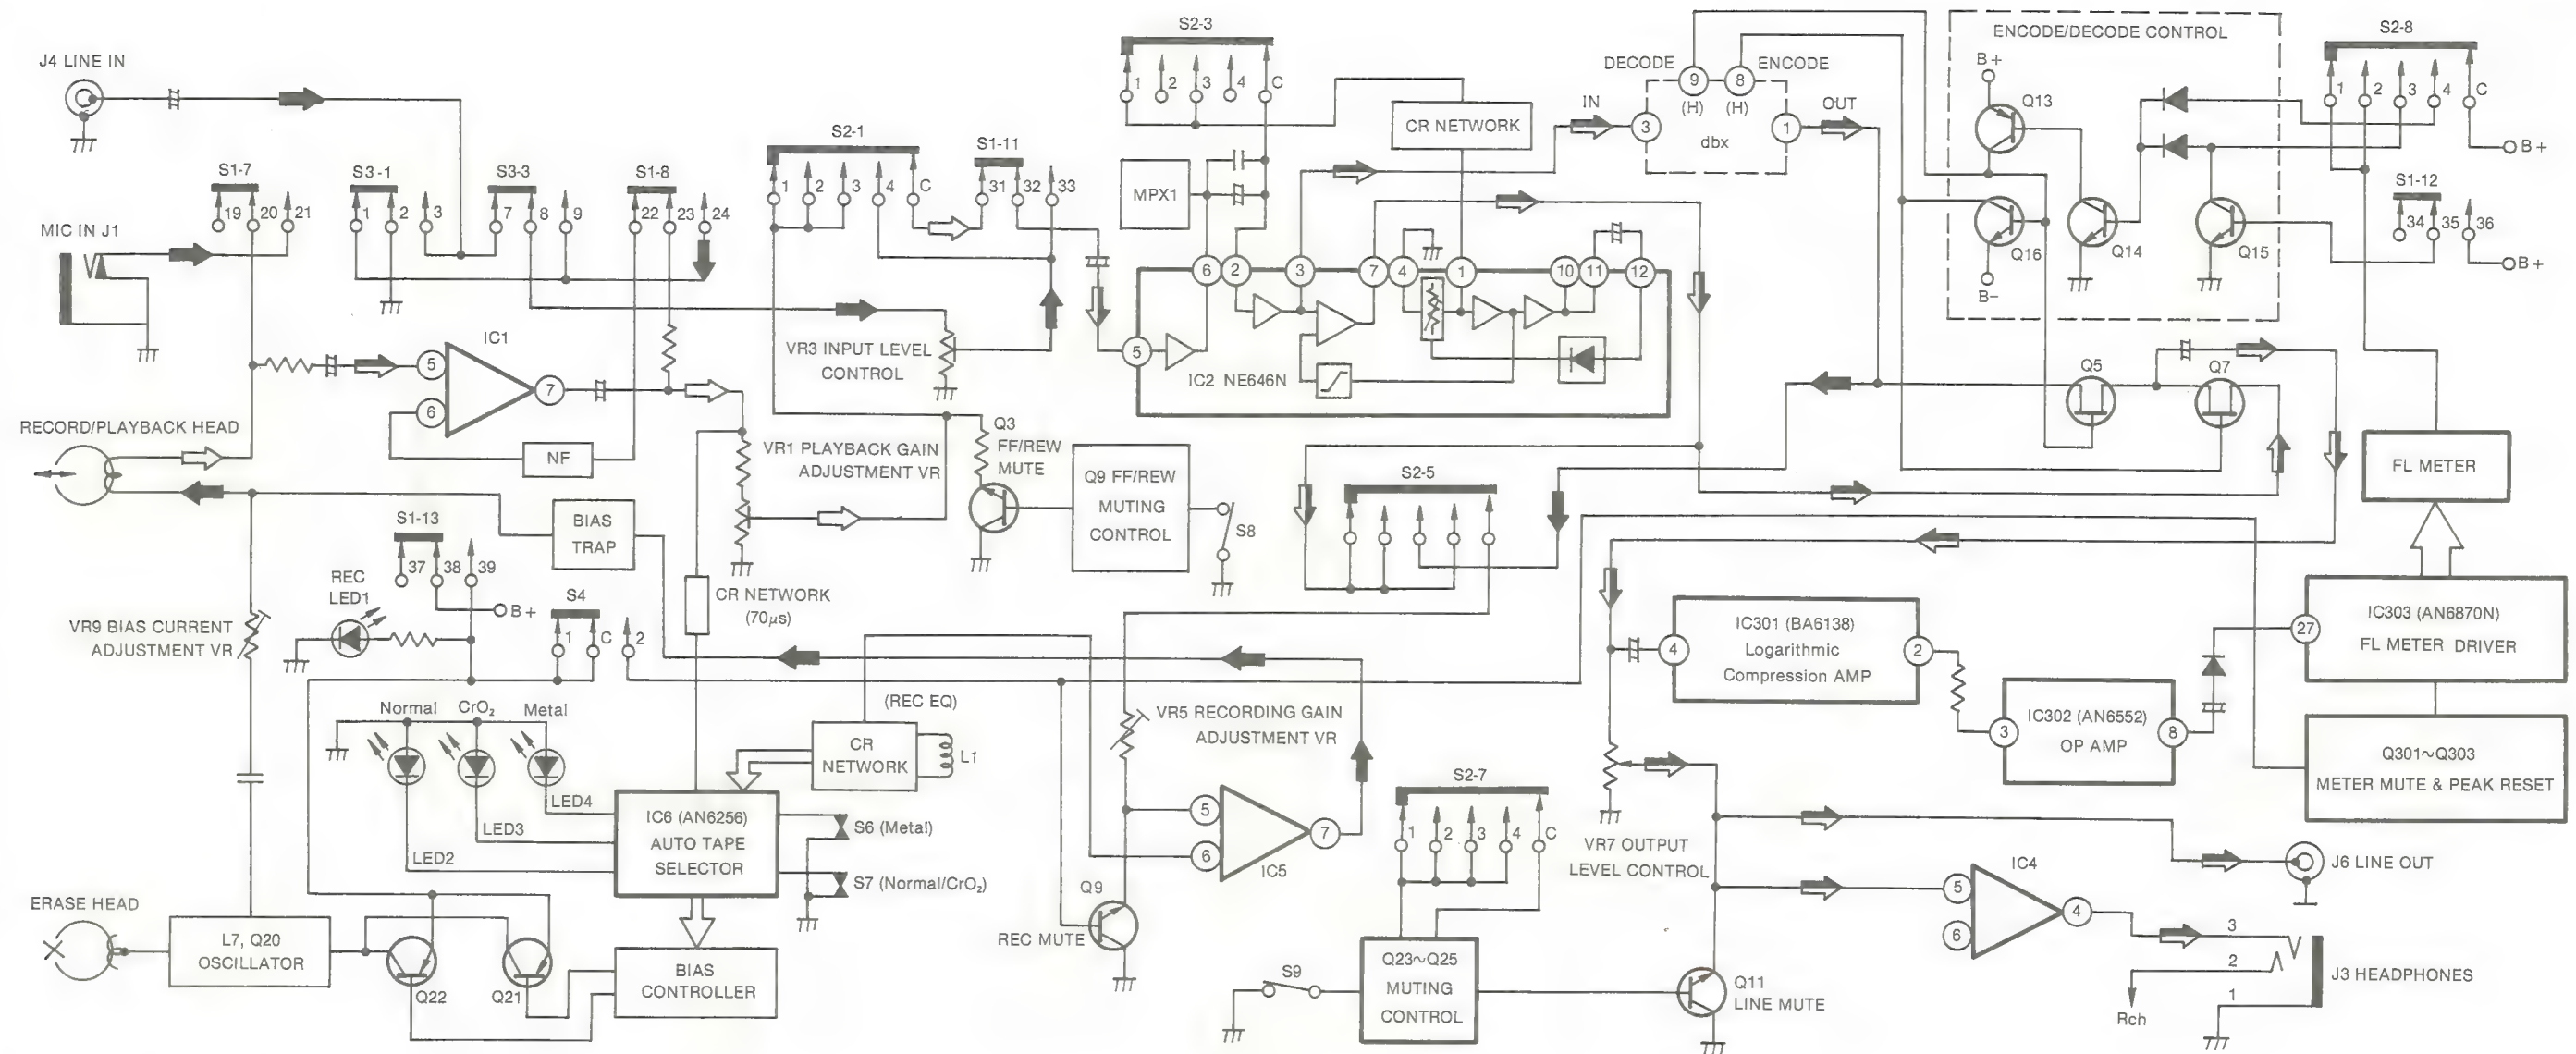 J4 LINE IN
S1-7
19 20 21
MIC IN J1
S3-1
1 2 3
S3-3
7 8 9
S1-8
22 23 24
IC1
5
6
7
NF
RECORD/PLAYBACK HEAD
VR3 INPUT LEVEL
CONTROL
VR1 PLAYBACK GAIN
ADJUSTMENT VR
S2-1
1 2 3 4 C
S1-11
31 32 33
S2-3
1 2 3 4 C
MPX1
CR NETWORK
6 2 3 7 4 1 10 11 12
5
IC2 NE646N
DECODE
9
(H)
8
(H)
ENCODE
IN
3
dbx
1
OUT
ENCODE/DECODE CONTROL
B+
Q13
Q16
B-
Q14
Q15
S2-8
1 2 3 4 C
B+
S1-12
34 35 36
B+
Q5
Q7
FL METER
Q3
FF/REW
MUTE
Q9 FF/REW
MUTING
CONTROL
S8
S2-5
BIAS
TRAP
S1-13
37 38 39
B+
REC
LED1
S4
1 C 2
CR NETWORK
(70µs)
VR9 BIAS CURRENT
ADJUSTMENT VR
Normal
CrO₂
Metal
LED4
LED3
LED2
IC6 (AN6256)
AUTO TAPE
SELECTOR
S6 (Metal)
S7 (Normal/CrO₂)
(REC EQ)
CR
NETWORK
L1
ERASE HEAD
L7, Q20
OSCILLATOR
Q22
Q21
BIAS
CONTROLLER
VR5 RECORDING GAIN
ADJUSTMENT VR
5
6
7
IC5
Q9
REC MUTE
S2-7
1 2 3 4 C
S9
Q23~Q25
MUTING
CONTROL
Q11
LINE MUTE
VR7 OUTPUT
LEVEL CONTROL
4
IC301 (BA6138)
Logarithmic
Compression AMP
2
3
IC302 (AN6552)
OP AMP
8
27
IC303 (AN6870N)
FL METER DRIVER
Q301~Q303
METER MUTE & PEAK RESET
J6 LINE OUT
IC4
5
6
4
3
2
1
J3 HEADPHONES
Rch